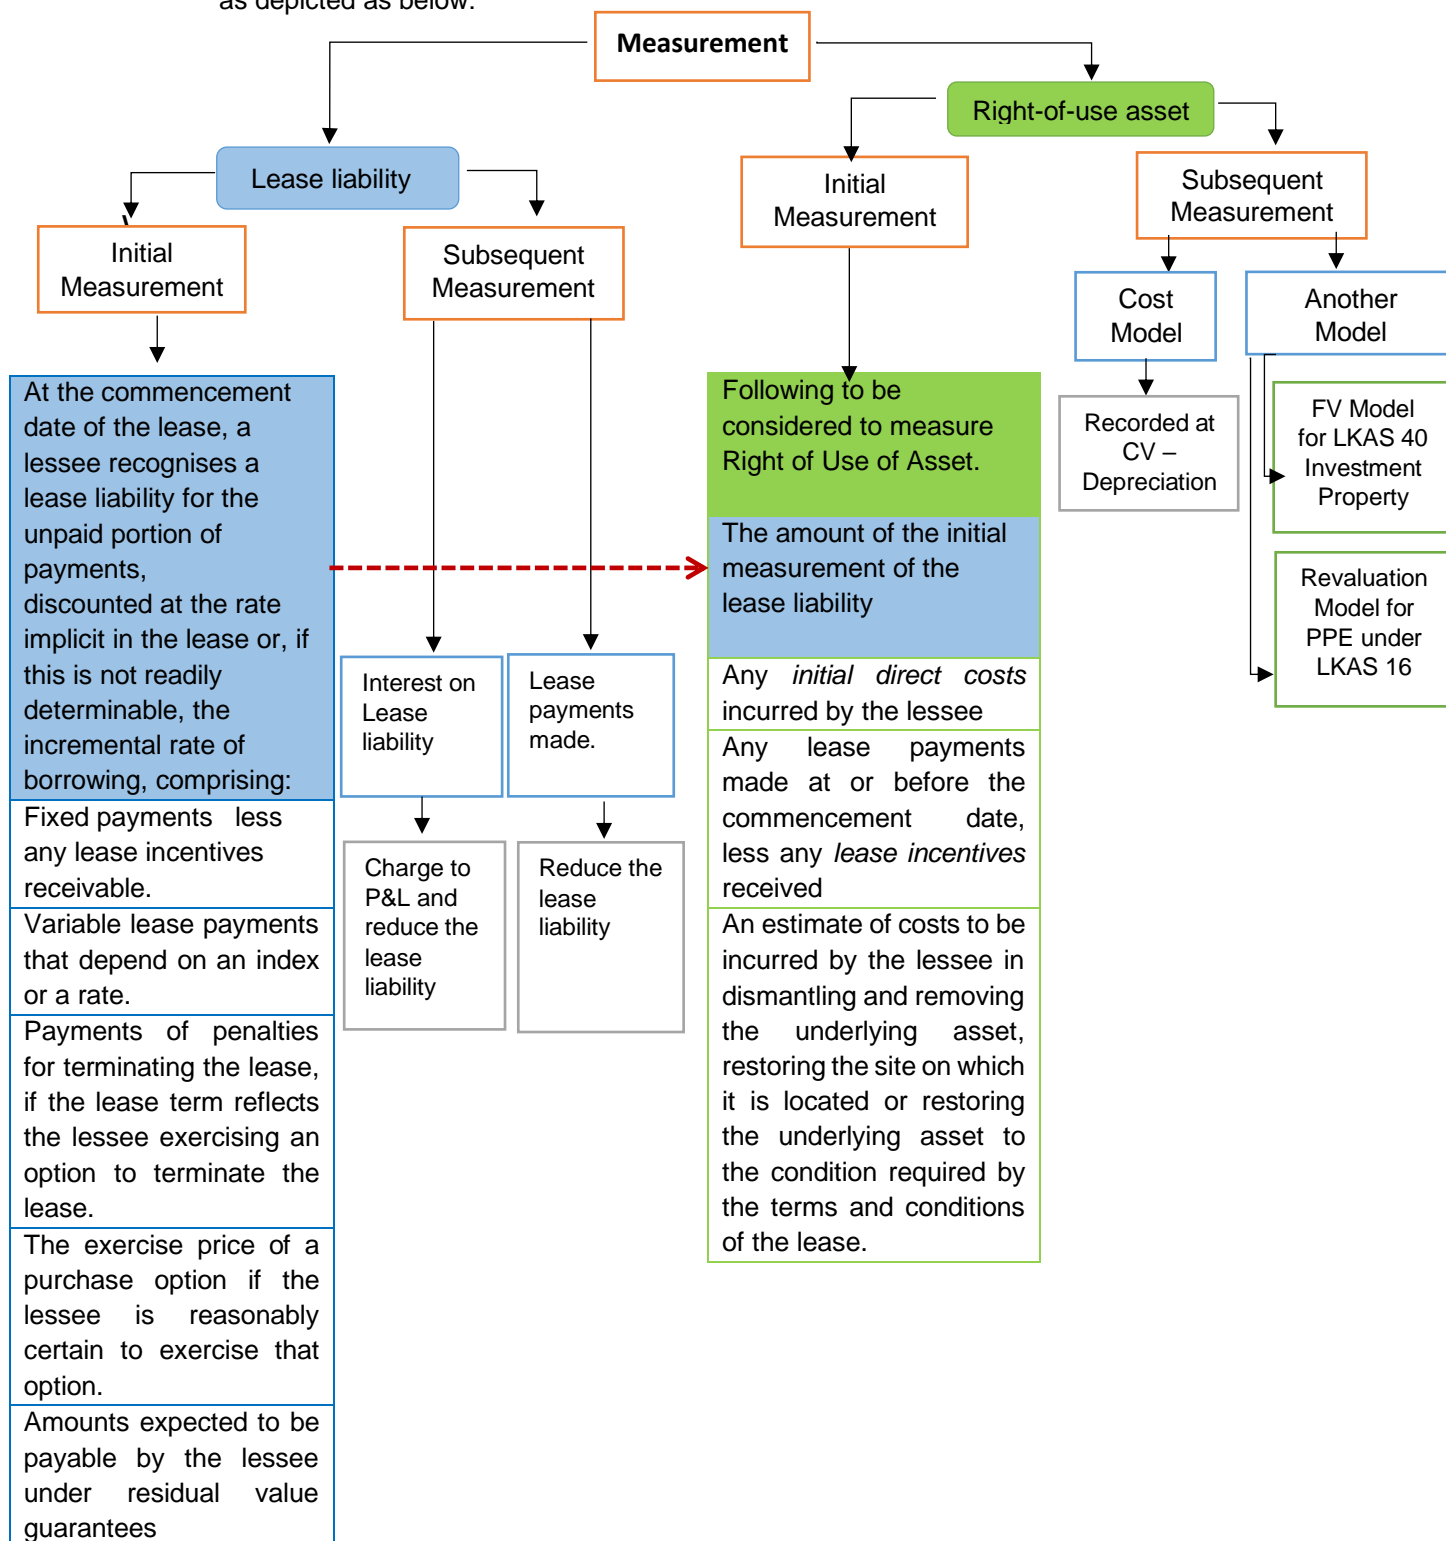 as depicted as below.
Measurement
Right-of-use asset
Lease liability
Initial
Measurement
Subsequent
Measurement
Initial
Measurement
Subsequent
Measurement
Cost
Model
Another
Model
At the commencement
date of the lease, a
lessee recognises a
lease liability for the
unpaid portion of
payments,
discounted at the rate
implicit in the lease or, if
this is not readily
determinable, the
incremental rate of
borrowing, comprising:
Fixed payments less
any lease incentives
receivable.
Variable lease payments
that depend on an index
or a rate.
Payments of penalties
for terminating the lease,
if the lease term reflects
the lessee exercising an
option to terminate the
lease.
The exercise price of a
purchase option if the
lessee is reasonably
certain to exercise that
option.
Amounts expected to be
payable by the lessee
under residual value
guarantees
Interest on
Lease
liability
Lease
payments
made.
Charge to
P&L and
reduce the
lease
liability
Reduce the
lease
liability
Following to be
considered to measure
Right of Use of Asset.
The amount of the initial
measurement of the
lease liability
Any initial direct costs
incurred by the lessee
Any lease payments
made at or before the
commencement date,
less any lease incentives
received
An estimate of costs to be
incurred by the lessee in
dismantling and removing
the underlying asset,
restoring the site on which
it is located or restoring
the underlying asset to
the condition required by
the terms and conditions
of the lease.
Recorded at
CV –
Depreciation
FV Model
for LKAS 40
Investment
Property
Revaluation
Model for
PPE under
LKAS 16